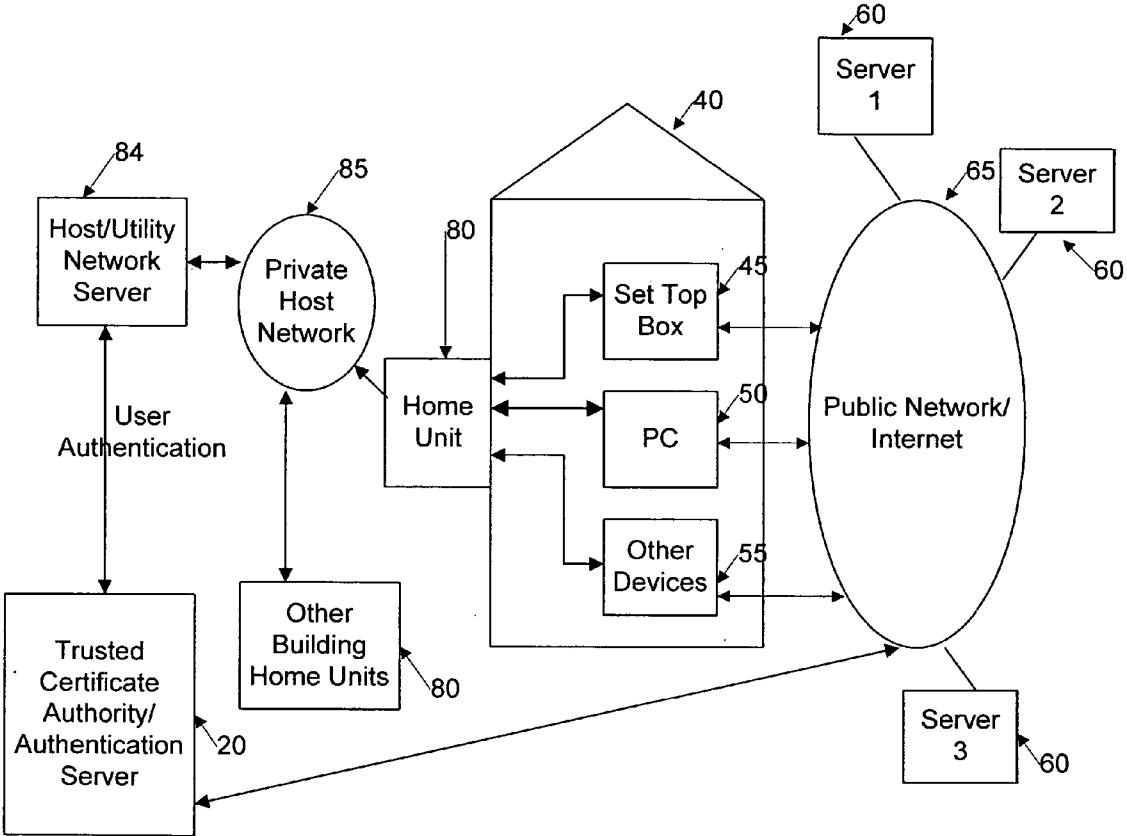 60
Server
1
40
84
85
65
Server
2
Host/Utility
Network
Server
Private
Host
Network
80
45
Set Top
Box
60
Home
Unit
50
PC
Public Network/
Internet
User
Authentication
Other
Devices
55
Other
Building
Home Units
80
Trusted
Certificate
Authority/
Authentication
Server
20
Server
3
60